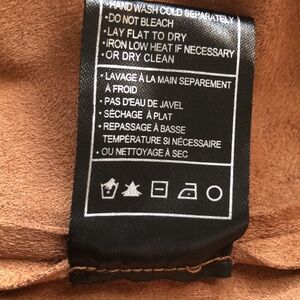 • HAND WASH COLD SEPARATELY
• DO NOT BLEACH
• LAY FLAT TO DRY
• IRON LOW HEAT IF NECESSARY
• OR DRY CLEAN
• LAVAGE À LA MAIN SEPAREMENT
À FROID
• PAS D'EAU DE JAVEL
• SÉCHAGE À PLAT
• REPASSAGE À BASSE
TEMPÉRATURE SI NÉCESSAIRE
• OU NETTOYAGE À SEC